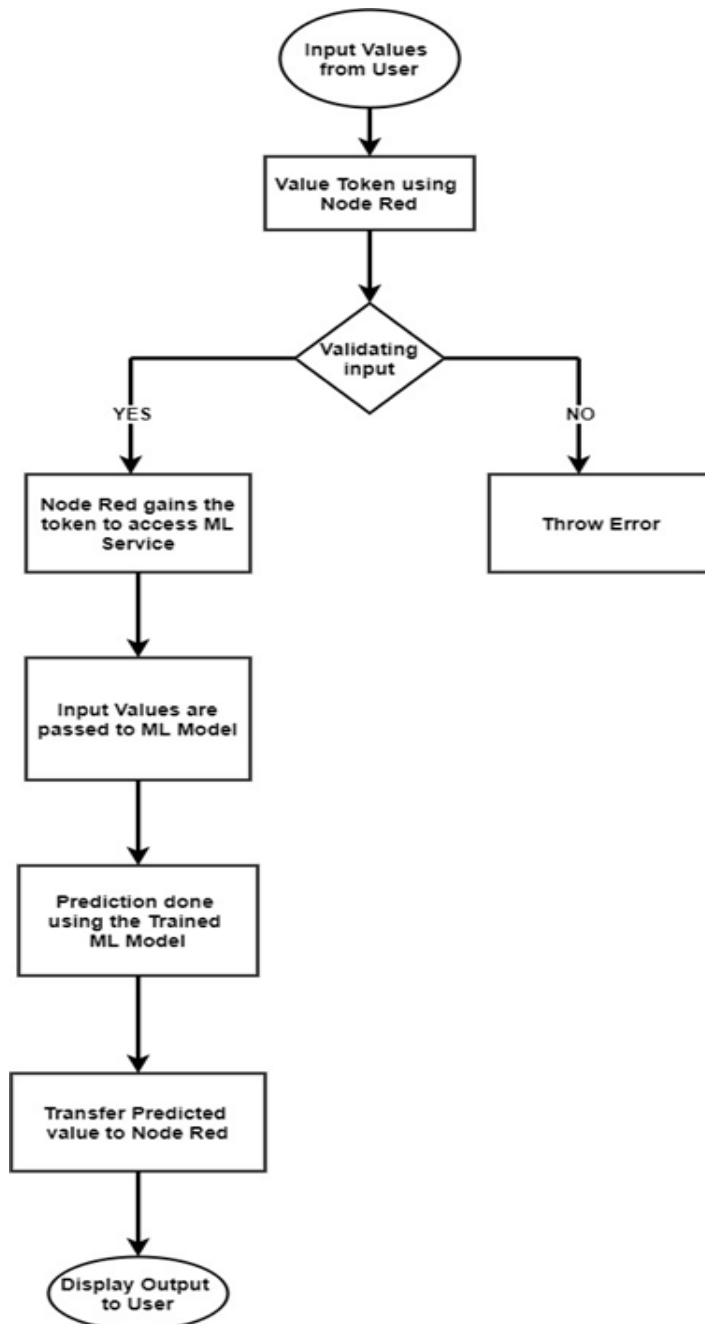 Input Values
from User
Value Token using
Node Red
Validating
input
YES
NO
Node Red gains the
token to access ML
Service
Throw Error
Input Values are
passed to ML Model
Prediction done
using the Trained
ML Model
Transfer Predicted
value to Node Red
Display Output
to User